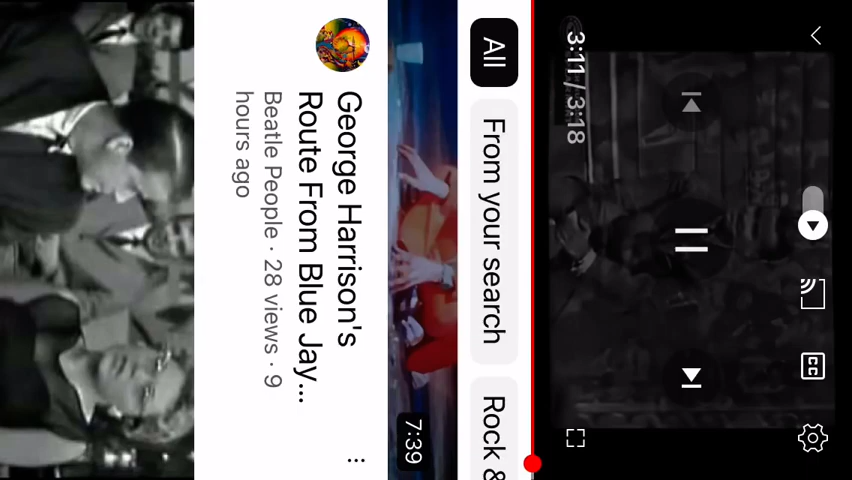 3:11 / 3:18
All
From your search
Rock &
7:39
George Harrison's
Route From Blue Jay...
Beatle People · 28 views · 9
hours ago